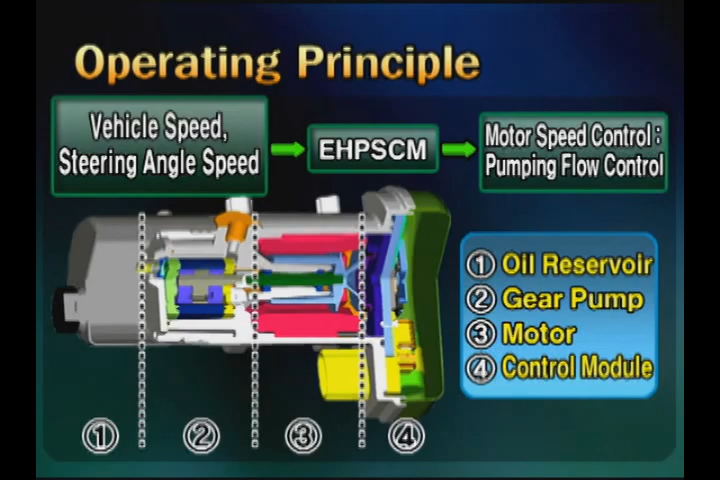 Operating Principle
Vehicle Speed,
Steering Angle Speed
EHPSCM
Motor Speed Control :
Pumping Flow Control
① Oil Reservoir
② Gear Pump
③ Motor
④ Control Module
① ② ③ ④